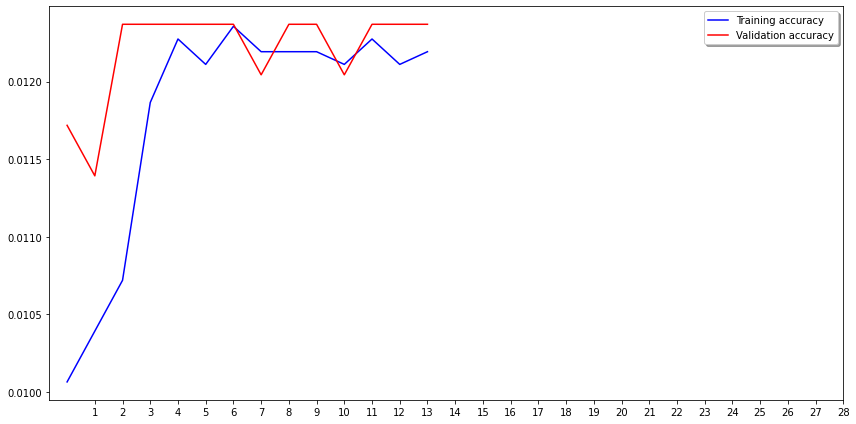 Training accuracy
Validation accuracy
0.0120
0.0115
0.0110
0.0105
0.0100
1 2 3 4 5 6 7 8 9 10 11 12 13 14 15 16 17 18 19 20 21 22 23 24 25 26 27 28